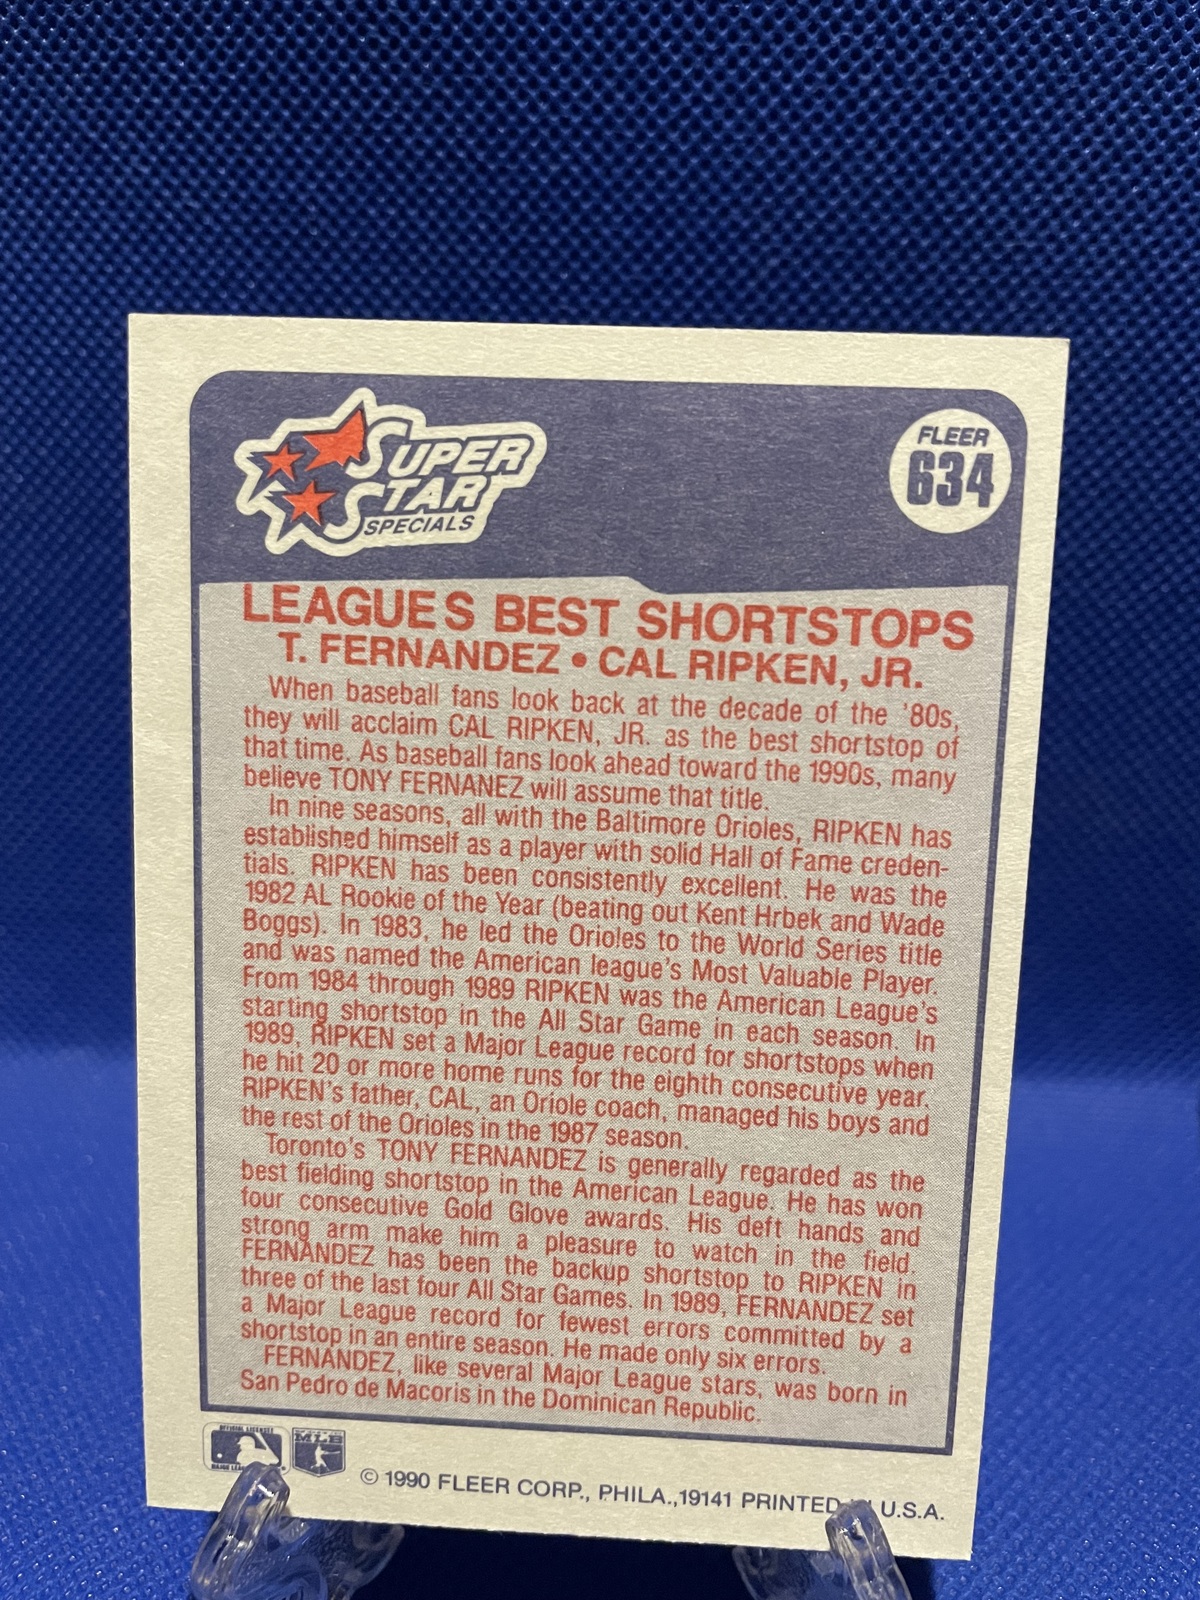 SUPER
STAR
SPECIALS
FLEER
634
LEAGUES BEST SHORTSTOPS
T. FERNANDEZ • CAL RIPKEN, JR.
When baseball fans look back at the decade of the '80s,
they will acclaim CAL RIPKEN, JR. as the best shortstop of
that time. As baseball fans look ahead toward the 1990s, many
believe TONY FERNANEZ will assume that title.
In nine seasons, all with the Baltimore Orioles, RIPKEN has
established himself as a player with solid Hall of Fame creden-
tials. RIPKEN has been consistently excellent. He was the
1982 AL Rookie of the Year (beating out Kent Hrbek and Wade
Boggs). In 1983, he led the Orioles to the World Series title
and was named the American league's Most Valuable Player.
From 1984 through 1989 RIPKEN was the American League's
starting shortstop in the All Star Game in each season. In
1989, RIPKEN set a Major League record for shortstops when
he hit 20 or more home runs for the eighth consecutive year.
RIPKEN's father, CAL, an Oriole coach, managed his boys and
the rest of the Orioles in the 1987 season.
Toronto's TONY FERNANDEZ is generally regarded as the
best fielding shortstop in the American League. He has won
four consecutive Gold Glove awards. His deft hands and
strong arm make him a pleasure to watch in the field.
FERNANDEZ has been the backup shortstop to RIPKEN in
three of the last four All Star Games. In 1989, FERNANDEZ set
a Major League record for fewest errors committed by a
shortstop in an entire season. He made only six errors.
FERNANDEZ, like several Major League stars, was born in
San Pedro de Macoris in the Dominican Republic.
OFFICIAL LICENSEE
MAJOR
MLB
© 1990 FLEER CORP., PHILA., 19141 PRINTED U.S.A.